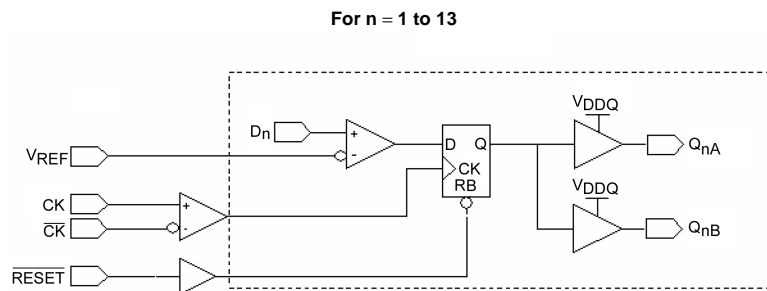 For n = 1 to 13
VDDQ
Dn
+
-
D Q
QnA
VREF
CK
RB
VDDQ
CK
+
-
CK
QnB
RESET